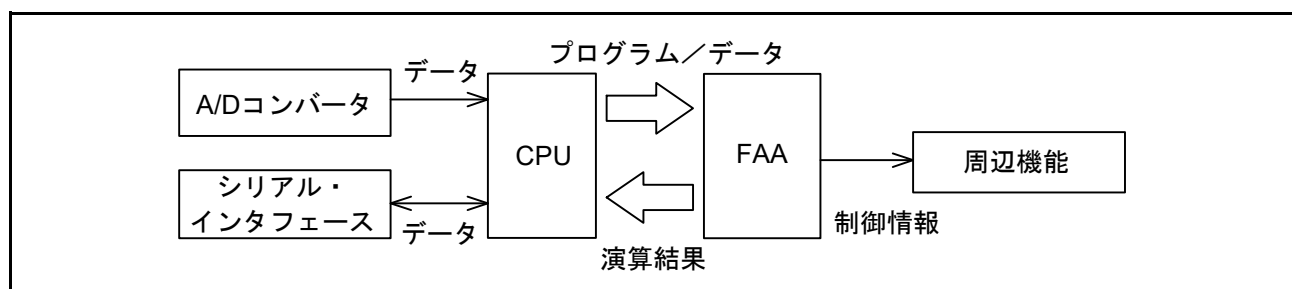 プログラム／データ
データ
A/Dコンバータ
CPU
FAA
周辺機能
シリアル・
インタフェース
データ
制御情報
演算結果